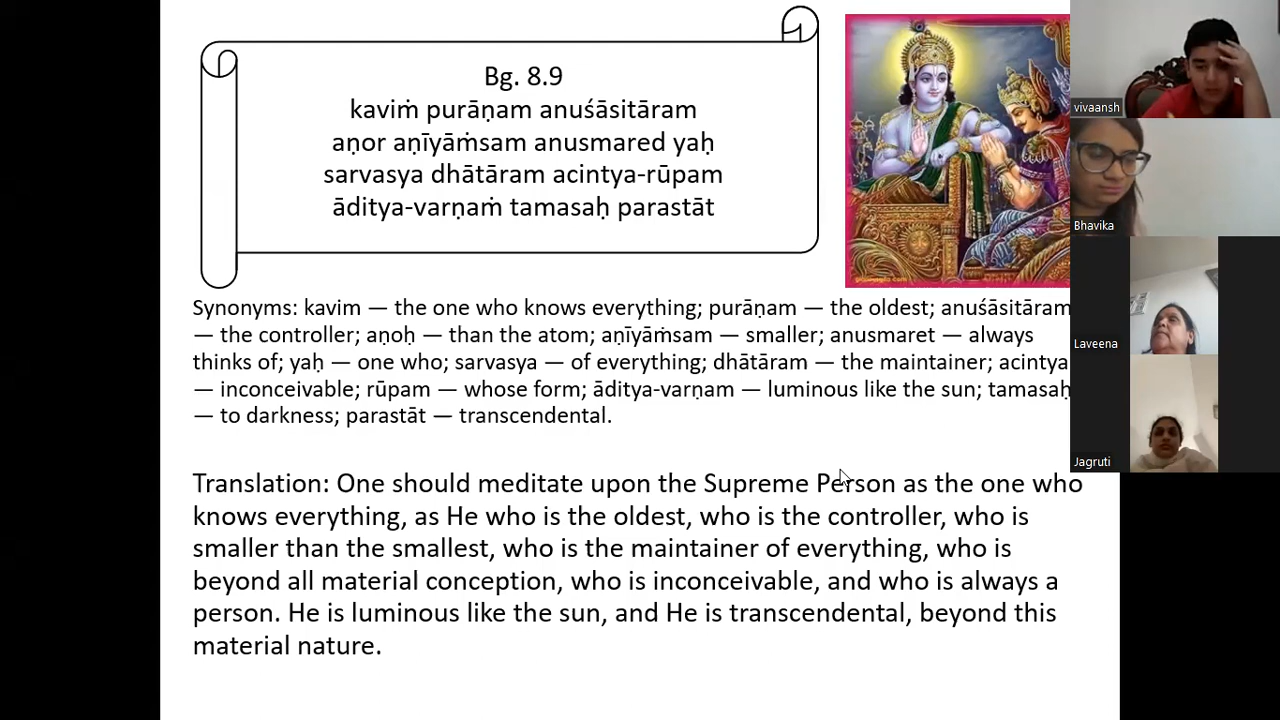 Bg. 8.9
kaviṁ purāṇam anuśāsitāram
aṇor aṇīyāṁsam anusmared yaḥ
sarvasya dhātāram acintya-rūpam
āditya-varṇaṁ tamasaḥ parastāt
Synonyms: kavim — the one who knows everything; purāṇam — the oldest; anuśāsitāram
— the controller; aṇoḥ — than the atom; aṇīyāṁsam — smaller; anusmaret — always
thinks of; yaḥ — one who; sarvasya — of everything; dhātāram — the maintainer; acintya
— inconceivable; rūpam — whose form; āditya-varṇam — luminous like the sun; tamasaḥ
— to darkness; parastāt — transcendental.
Translation: One should meditate upon the Supreme Person as the one who
knows everything, as He who is the oldest, who is the controller, who is
smaller than the smallest, who is the maintainer of everything, who is
beyond all material conception, who is inconceivable, and who is always a
person. He is luminous like the sun, and He is transcendental, beyond this
material nature.
vivaansh
Bhavika
Laveena
Jagruti